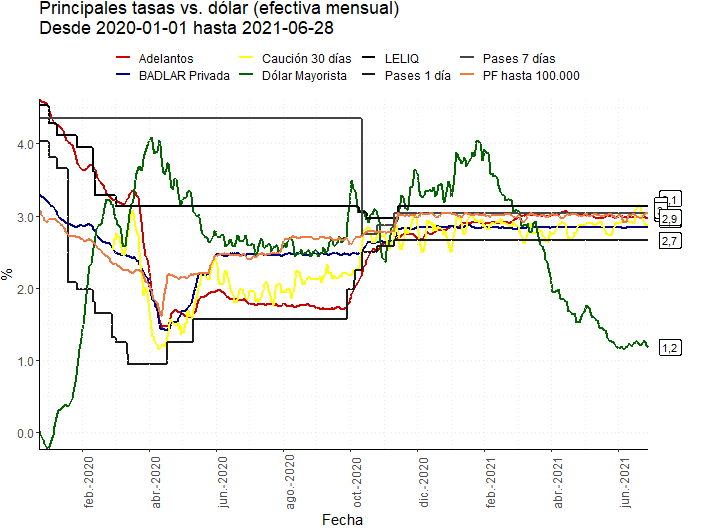 Principales tasas vs. dólar (efectiva mensual)
Desde 2020-01-01 hasta 2021-06-28
Adelantos Caución 30 días LELIQ Pases 7 días
BADLAR Privada Dólar Mayorista Pases 1 día PF hasta 100.000
4.0
3.0
2.0
1.0
0.0
%
2,9
2,7
1,2
feb.-2020 abr.-2020 jun.-2020 ago.-2020 oct.-2020 dic.-2020 feb.-2021 abr.-2021 jun.-2021
Fecha